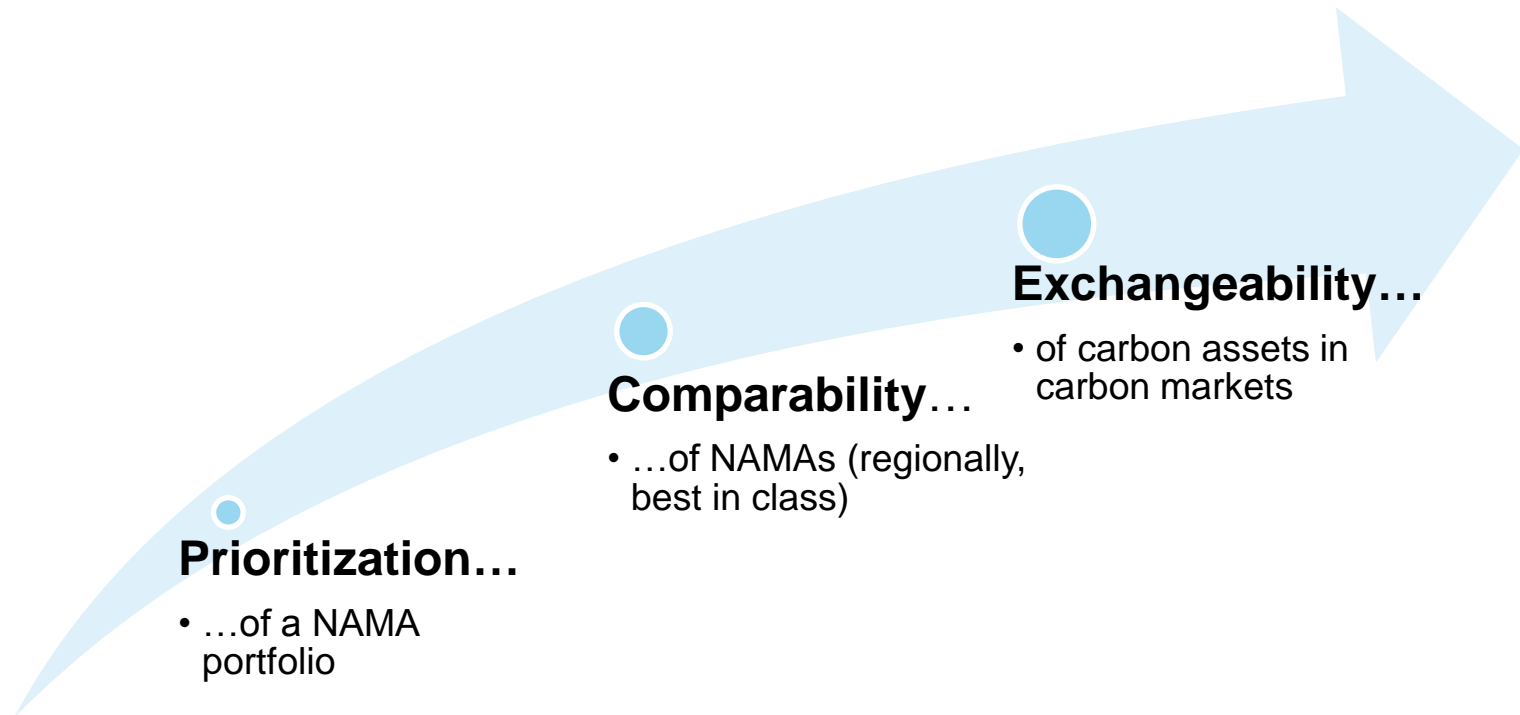 Prioritization…
• …of a NAMA
portfolio
Comparability…
• …of NAMAs (regionally,
best in class)
Exchangeability…
• of carbon assets in
carbon markets